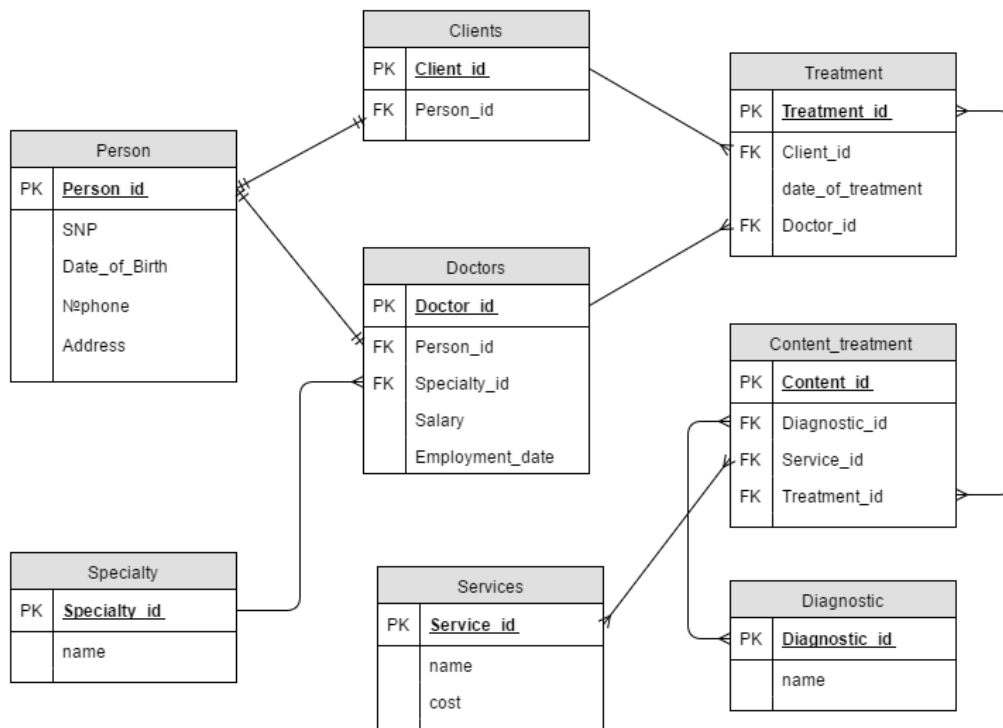 Clients
PK Client_id
FK Person_id
Person
PK Person_id
SNP
Date_of_Birth
№phone
Address
Doctors
PK Doctor_id
FK Person_id
FK Specialty_id
Salary
Employment_date
Treatment
PK Treatment_id
FK Client_id
date_of_treatment
FK Doctor_id
Content_treatment
PK Content_id
FK Diagnostic_id
FK Service_id
FK Treatment_id
Specialty
PK Specialty_id
name
Services
PK Service_id
name
cost
Diagnostic
PK Diagnostic_id
name